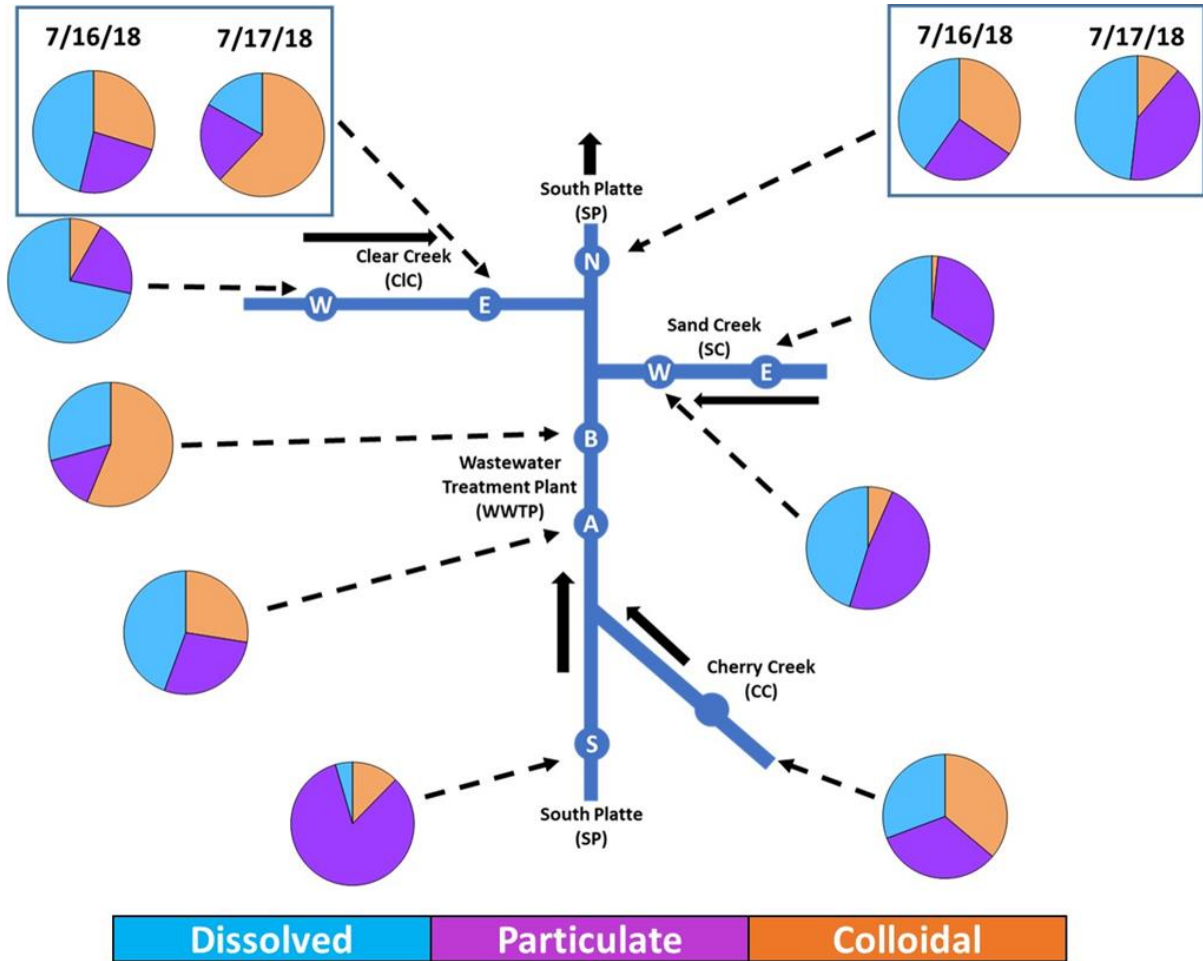 7/16/18
7/17/18
7/16/18
7/17/18
South Platte
(SP)
N
Clear Creek
(ClC)
W
E
Sand Creek
(SC)
W
E
B
Wastewater
Treatment Plant
(WWTP)
A
Cherry Creek
(CC)
S
South Platte
(SP)
Dissolved
Particulate
Colloidal